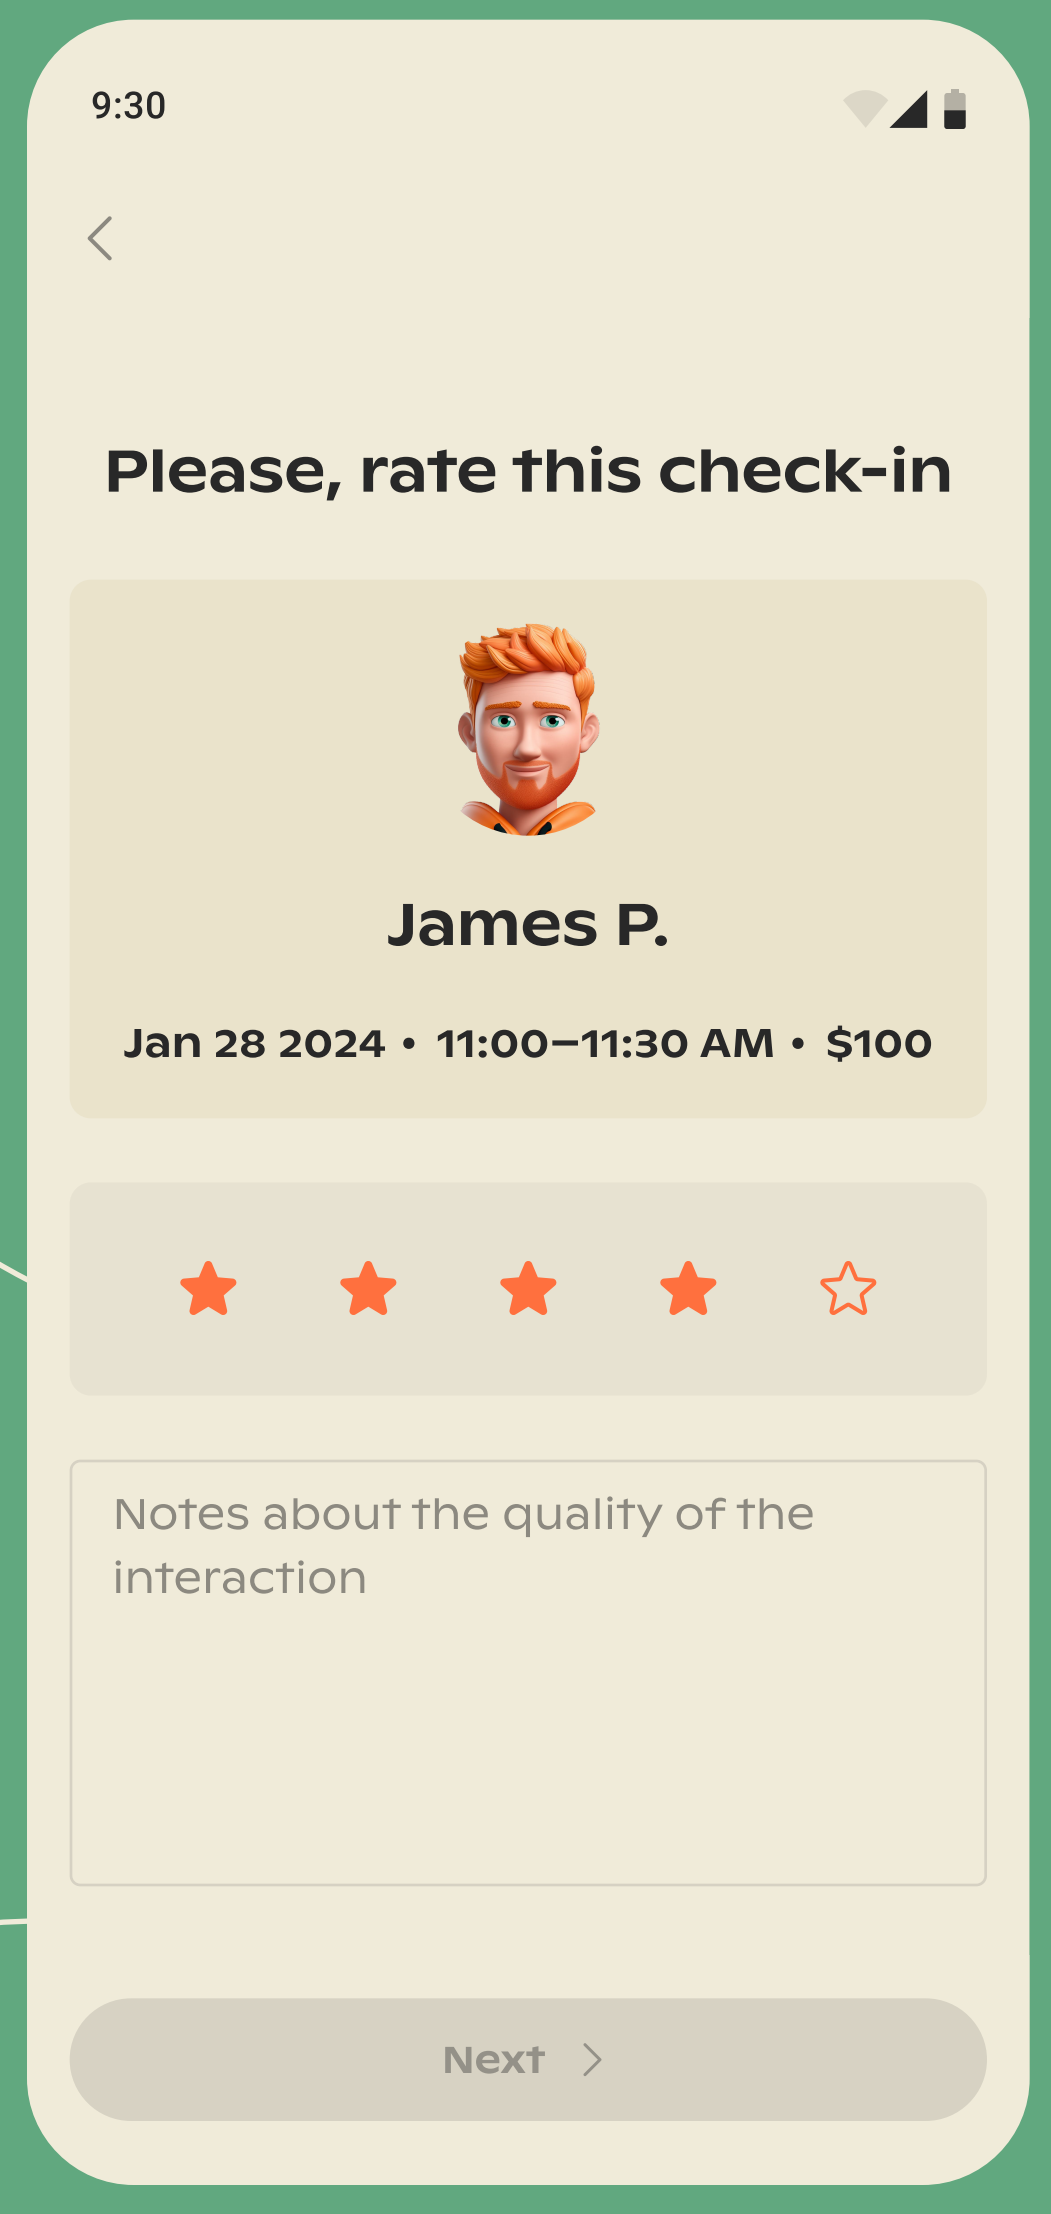 9:30
Please, rate this check-in
James P.
Jan 28 2024 • 11:00–11:30 AM • $100
Notes about the quality of the
interaction
Next